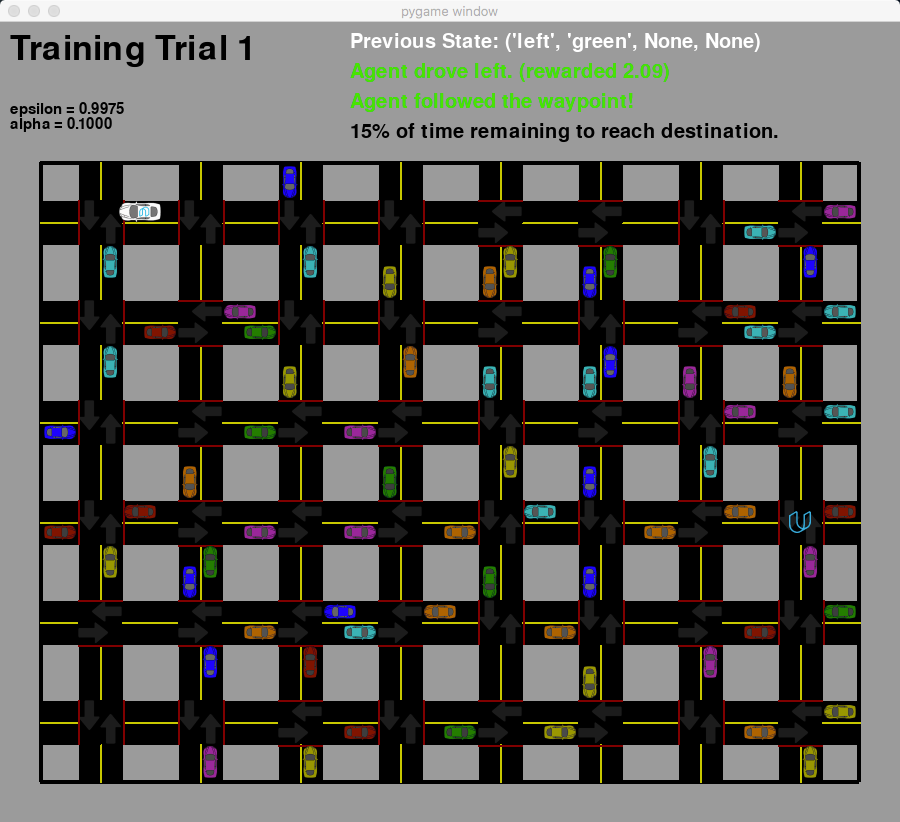 pygame window
Training Trial 1
Previous State: ('left', 'green', None, None)
Agent drove left. (rewarded 2.09)
Agent followed the waypoint!
15% of time remaining to reach destination.
epsilon = 0.9975
alpha = 0.1000